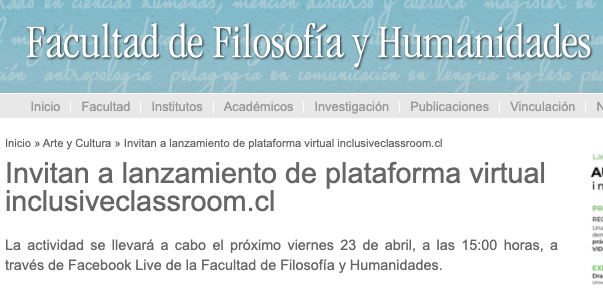 Facultad de Filosofía y Humanidades
Inicio Facultad Institutos Académicos Investigación Publicaciones Vinculación N
Inicio » Arte y Cultura » Invitan a lanzamiento de plataforma virtual inclusiveclassroom.cl
Invitan a lanzamiento de plataforma virtual
inclusiveclassroom.cl
La actividad se llevará a cabo el próximo viernes 23 de abril, a las 15:00 horas, a
través de Facebook Live de la Facultad de Filosofía y Humanidades.